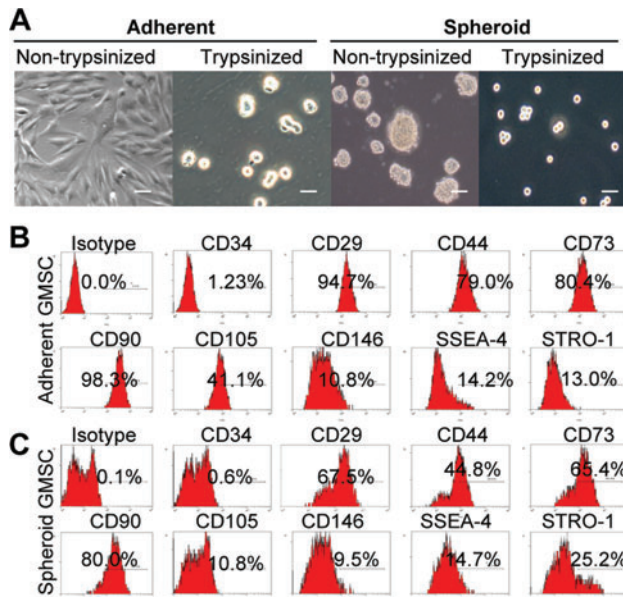 A
Adherent Spheroid
Non-trypsinized Trypsinized Non-trypsinized Trypsinized
B
Adherent GMSC
Isotype CD34 CD29 CD44 CD73
0.0% 1.23% 94.7% 79.0% 80.4%
CD90 CD105 CD146 SSEA-4 STRO-1
98.3% 41.1% 10.8% 14.2% 13.0%
C
Spheroid GMSC
Isotype CD34 CD29 CD44 CD73
0.1% 0.6% 67.5% 44.8% 65.4%
CD90 CD105 CD146 SSEA-4 STRO-1
80.0% 10.8% 9.5% 14.7% 25.2%